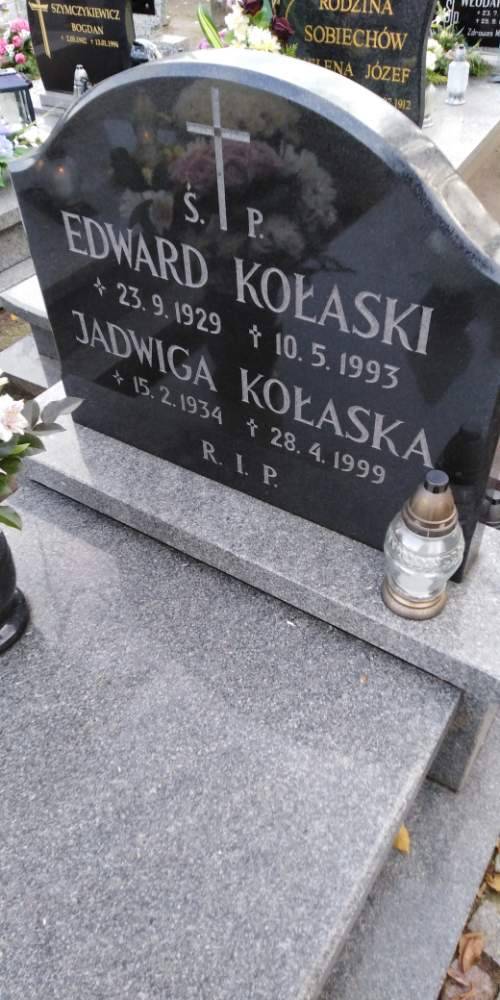 SZYMCZYKIEWICZ
BOGDAN
RODZINA
SOBIECHÓW
JÓZEF
Ś. P.
EDWARD KOŁASKI
23. 9. 1929 † 10. 5. 1993
JADWIGA KOŁASKA
15. 2. 1934 † 28. 4. 1999
R. I. P.